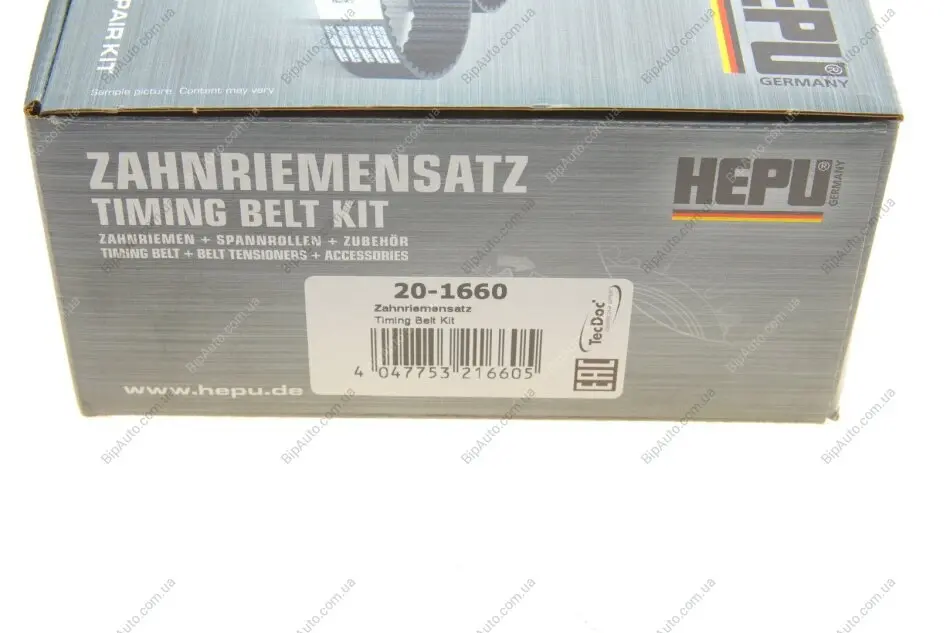 PAIR KIT
Sample picture. Content may vary
HEPU®
GERMANY
ZAHNRIEMENSATZ
TIMING BELT KIT
ZAHNRIEMEN + SPANNROLLEN + ZUBEHÖR
TIMING BELT + BELT TENSIONERS + ACCESSORIES
HEPU®
GERMANY
20-1660
Zahnriemensatz
Timing Belt Kit
4 047753 216605
TecDoc
EAC
www.hepu.de
BipAuto.com.ua